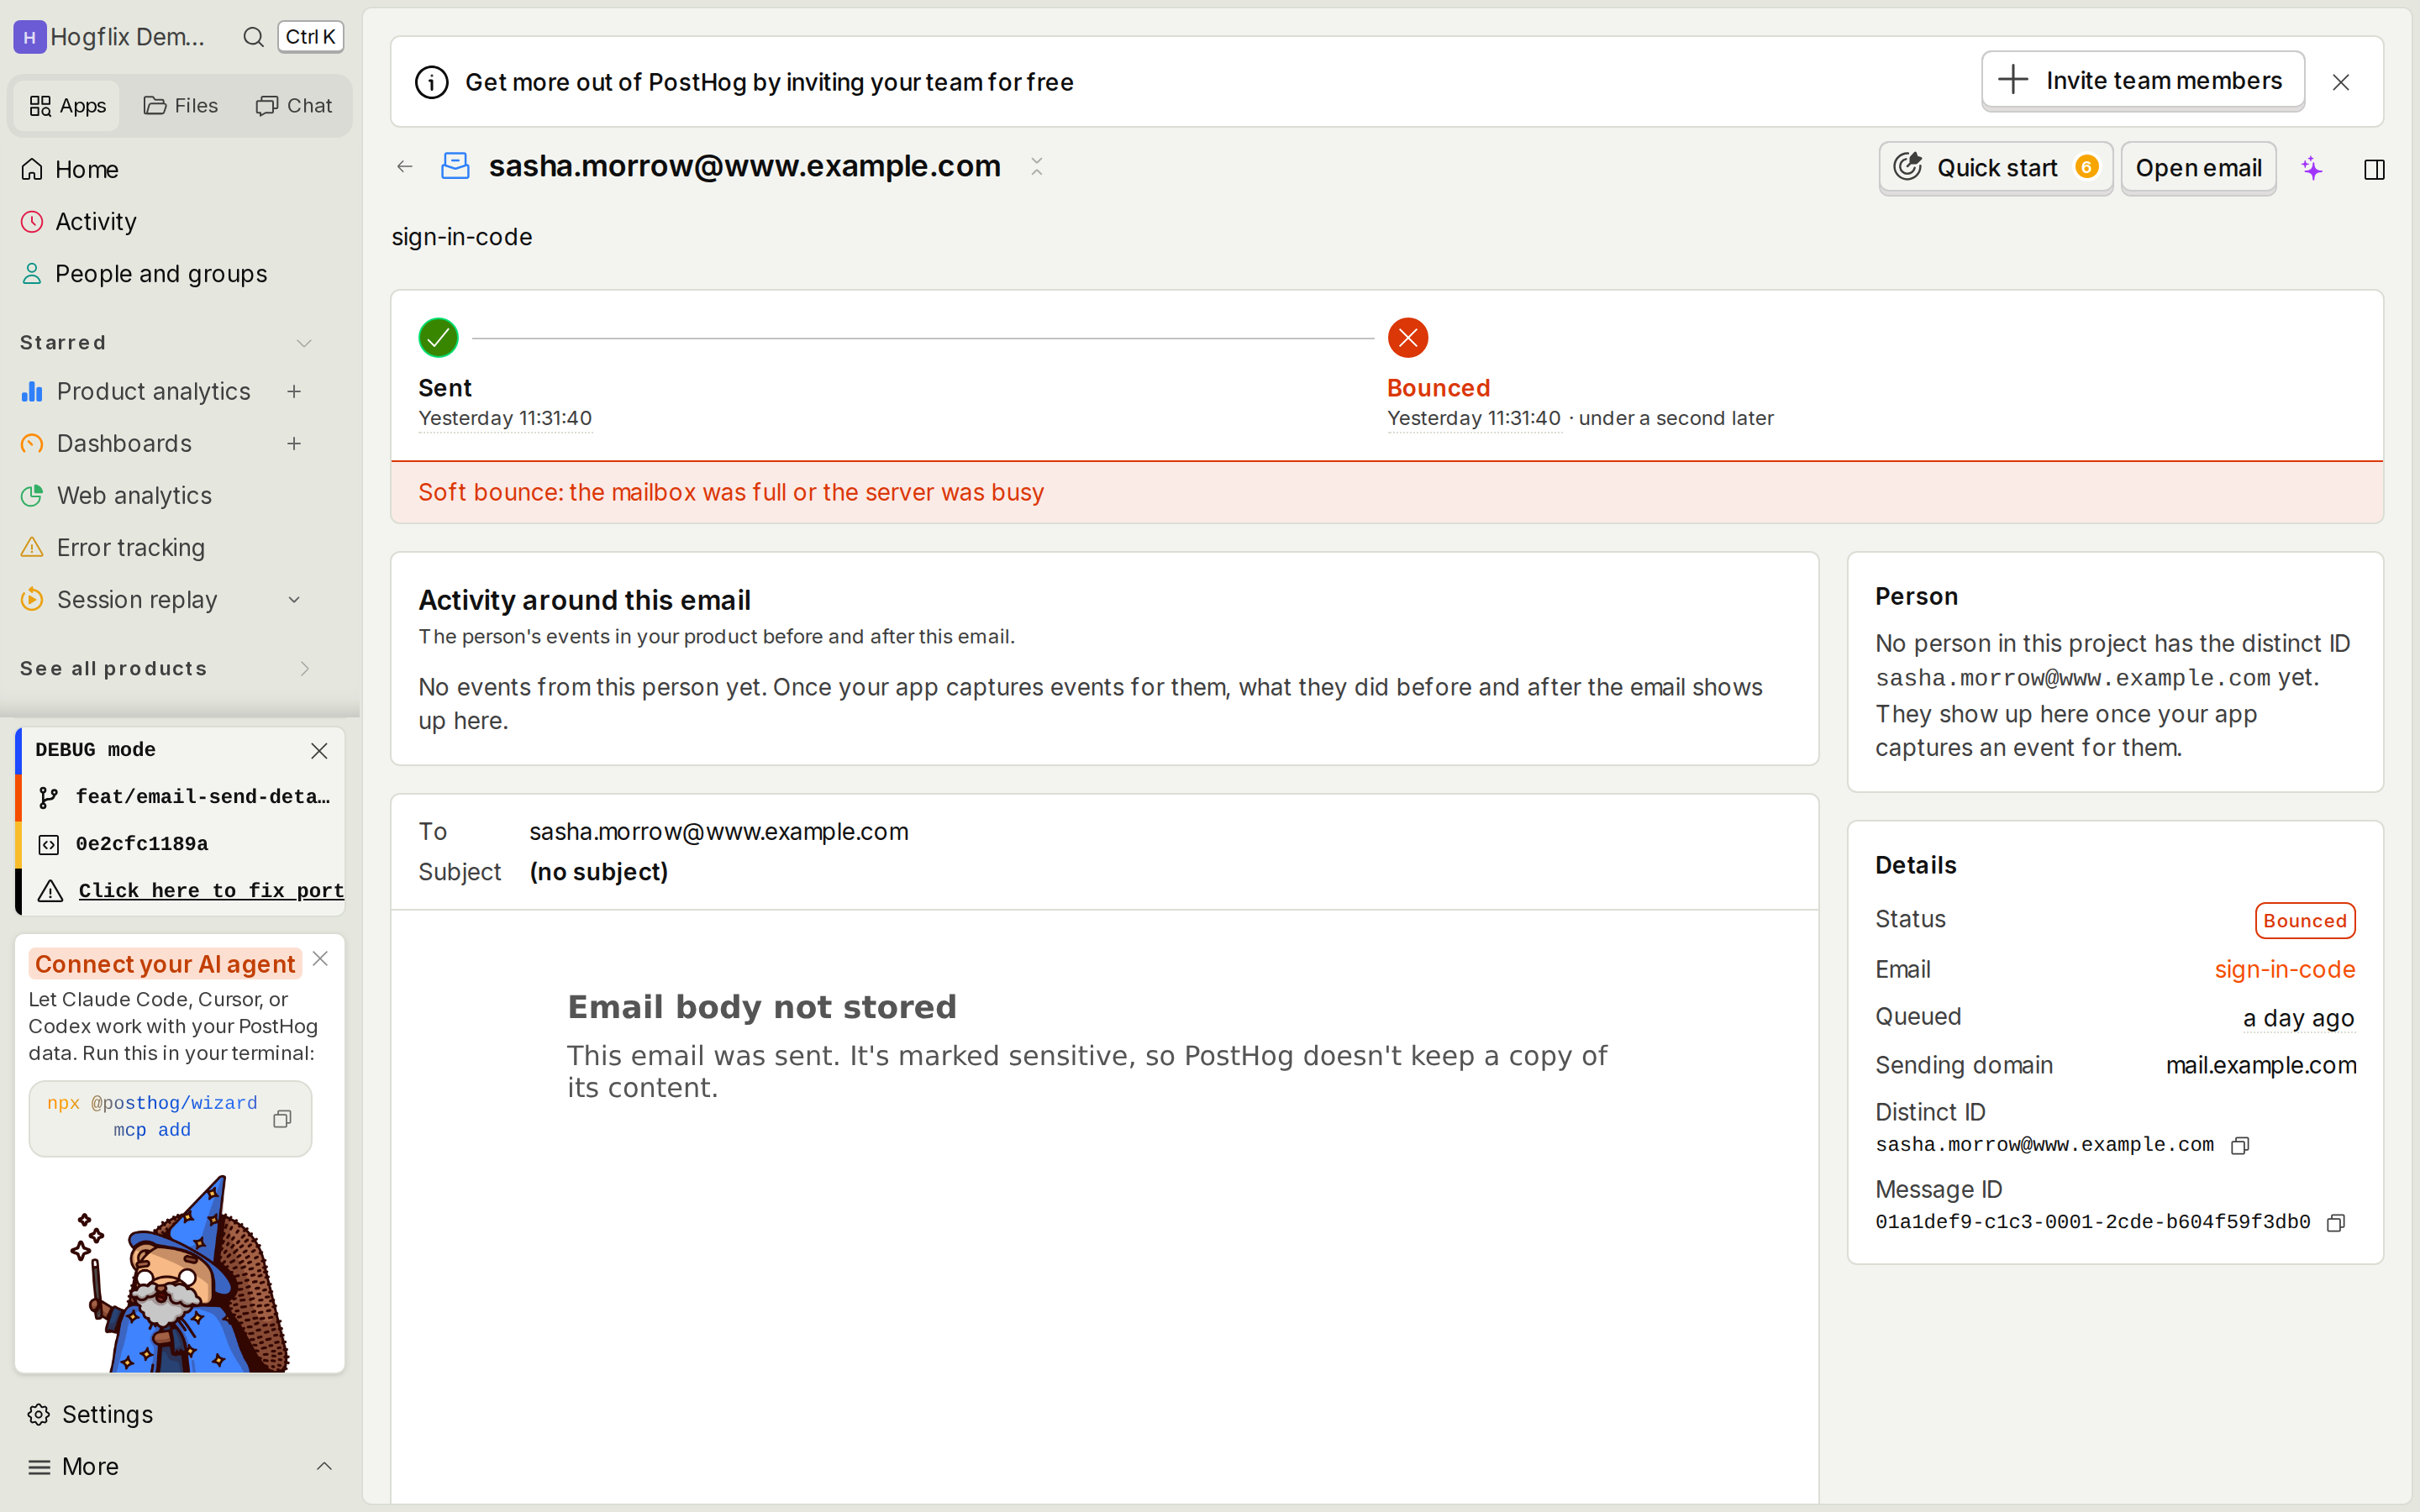 H Hogflix Dem... Ctrl K
Apps Files Chat
Home
Activity
People and groups
Starred
Product analytics
Dashboards
Web analytics
Error tracking
Session replay
See all products
DEBUG mode
feat/email-send-deta…
0e2cfc1189a
Click here to fix port
Connect your AI agent
Let Claude Code, Cursor, or
Codex work with your PostHog
data. Run this in your terminal:
npx @posthog/wizard
mcp add
Settings
More
Get more out of PostHog by inviting your team for free
Invite team members
sasha.morrow@www.example.com
Quick start 6
Open email
sign-in-code
Sent
Yesterday 11:31:40
Bounced
Yesterday 11:31:40 · under a second later
Soft bounce: the mailbox was full or the server was busy
Activity around this email
The person's events in your product before and after this email.
No events from this person yet. Once your app captures events for them, what they did before and after the email shows
up here.
To sasha.morrow@www.example.com
Subject (no subject)
Email body not stored
This email was sent. It's marked sensitive, so PostHog doesn't keep a copy of
its content.
Person
No person in this project has the distinct ID
sasha.morrow@www.example.com yet.
They show up here once your app
captures an event for them.
Details
Status Bounced
Email sign-in-code
Queued a day ago
Sending domain mail.example.com
Distinct ID
sasha.morrow@www.example.com
Message ID
01a1def9-c1c3-0001-2cde-b604f59f3db0